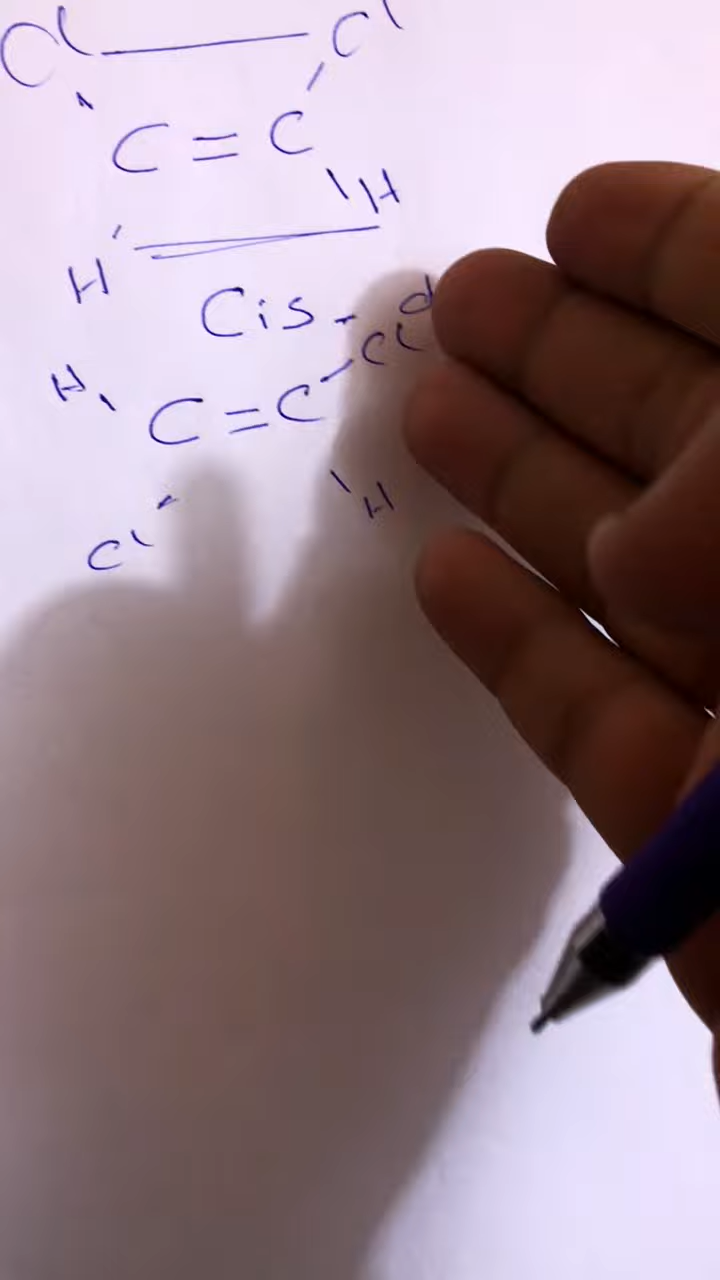 Cl Cl
C = C
H H
Cis-
H Cl
C = C
Cl H